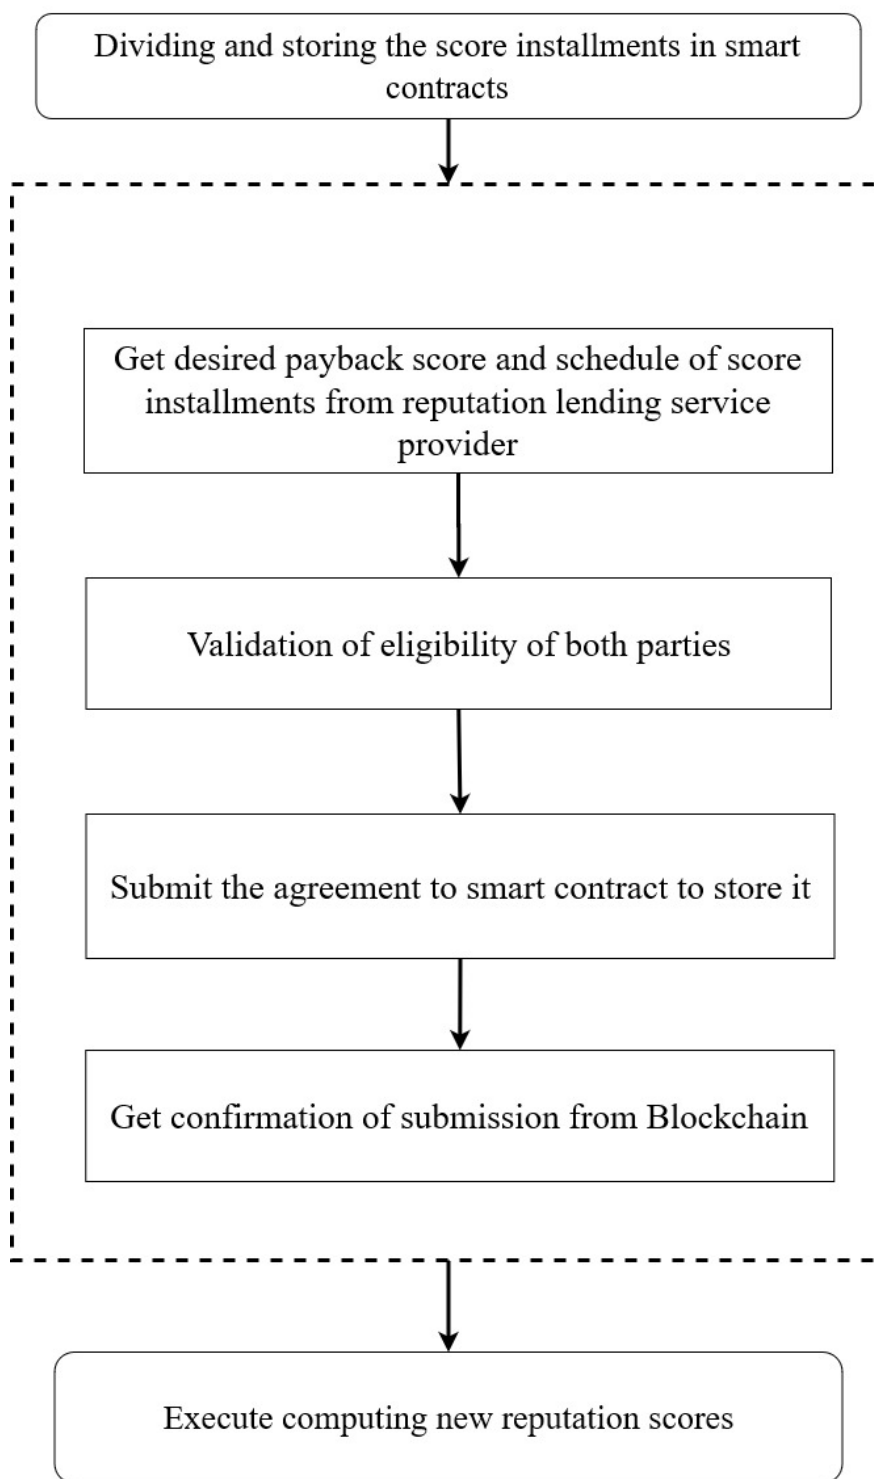 Dividing and storing the score installments in smart
contracts
Get desired payback score and schedule of score
installments from reputation lending service
provider
Validation of eligibility of both parties
Submit the agreement to smart contract to store it
Get confirmation of submission from Blockchain
Execute computing new reputation scores